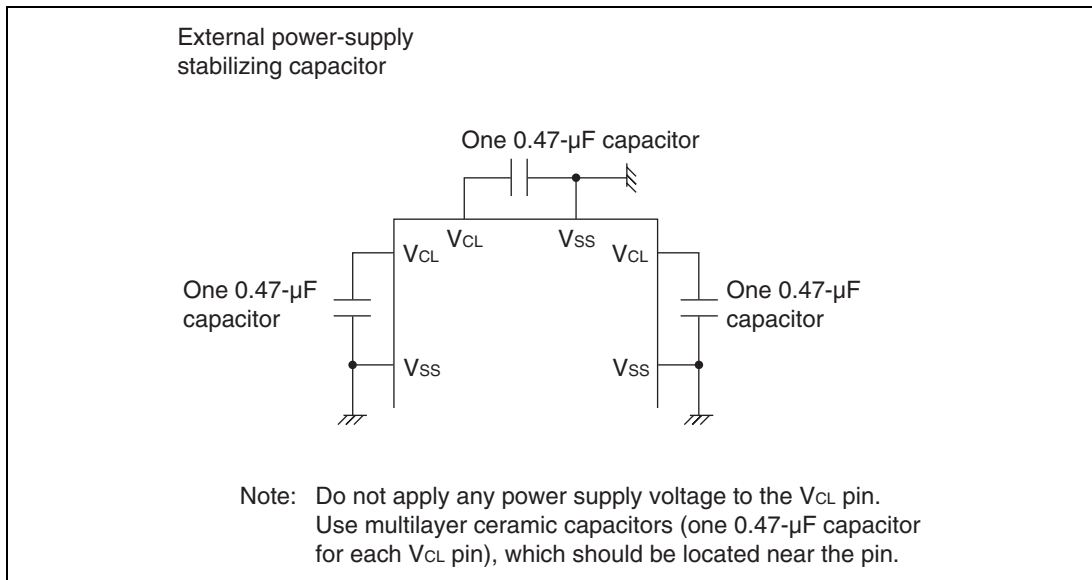 External power-supply
stabilizing capacitor
One 0.47-µF capacitor
VCL
VSS
VCL
VCL
One 0.47-µF
capacitor
One 0.47-µF
capacitor
VSS
VSS
Note: Do not apply any power supply voltage to the VCL pin.
Use multilayer ceramic capacitors (one 0.47-µF capacitor
for each VCL pin), which should be located near the pin.